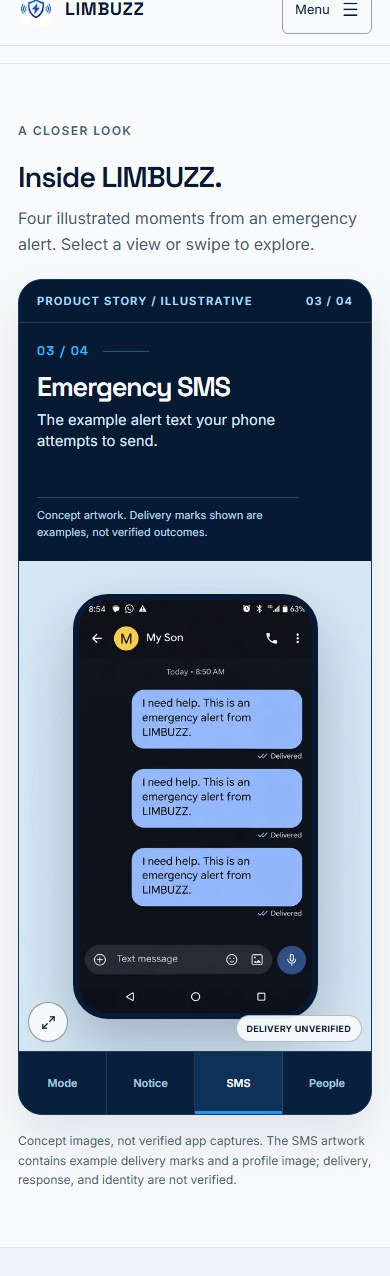 LIMBUZZ
Menu
A CLOSER LOOK
Inside LIMBUZZ.
Four illustrated moments from an emergency
alert. Select a view or swipe to explore.
PRODUCT STORY / ILLUSTRATIVE
03 / 04
03 / 04
Emergency SMS
The example alert text your phone
attempts to send.
Concept artwork. Delivery marks shown are
examples, not verified outcomes.
8:54
63%
M
My Son
Today • 8:50 AM
I need help. This is an
emergency alert from
LIMBUZZ.
Delivered
I need help. This is an
emergency alert from
LIMBUZZ.
Delivered
I need help. This is an
emergency alert from
LIMBUZZ.
Delivered
Text message
DELIVERY UNVERIFIED
Mode
Notice
SMS
People
Concept images, not verified app captures. The SMS artwork
contains example delivery marks and a profile image; delivery,
response, and identity are not verified.